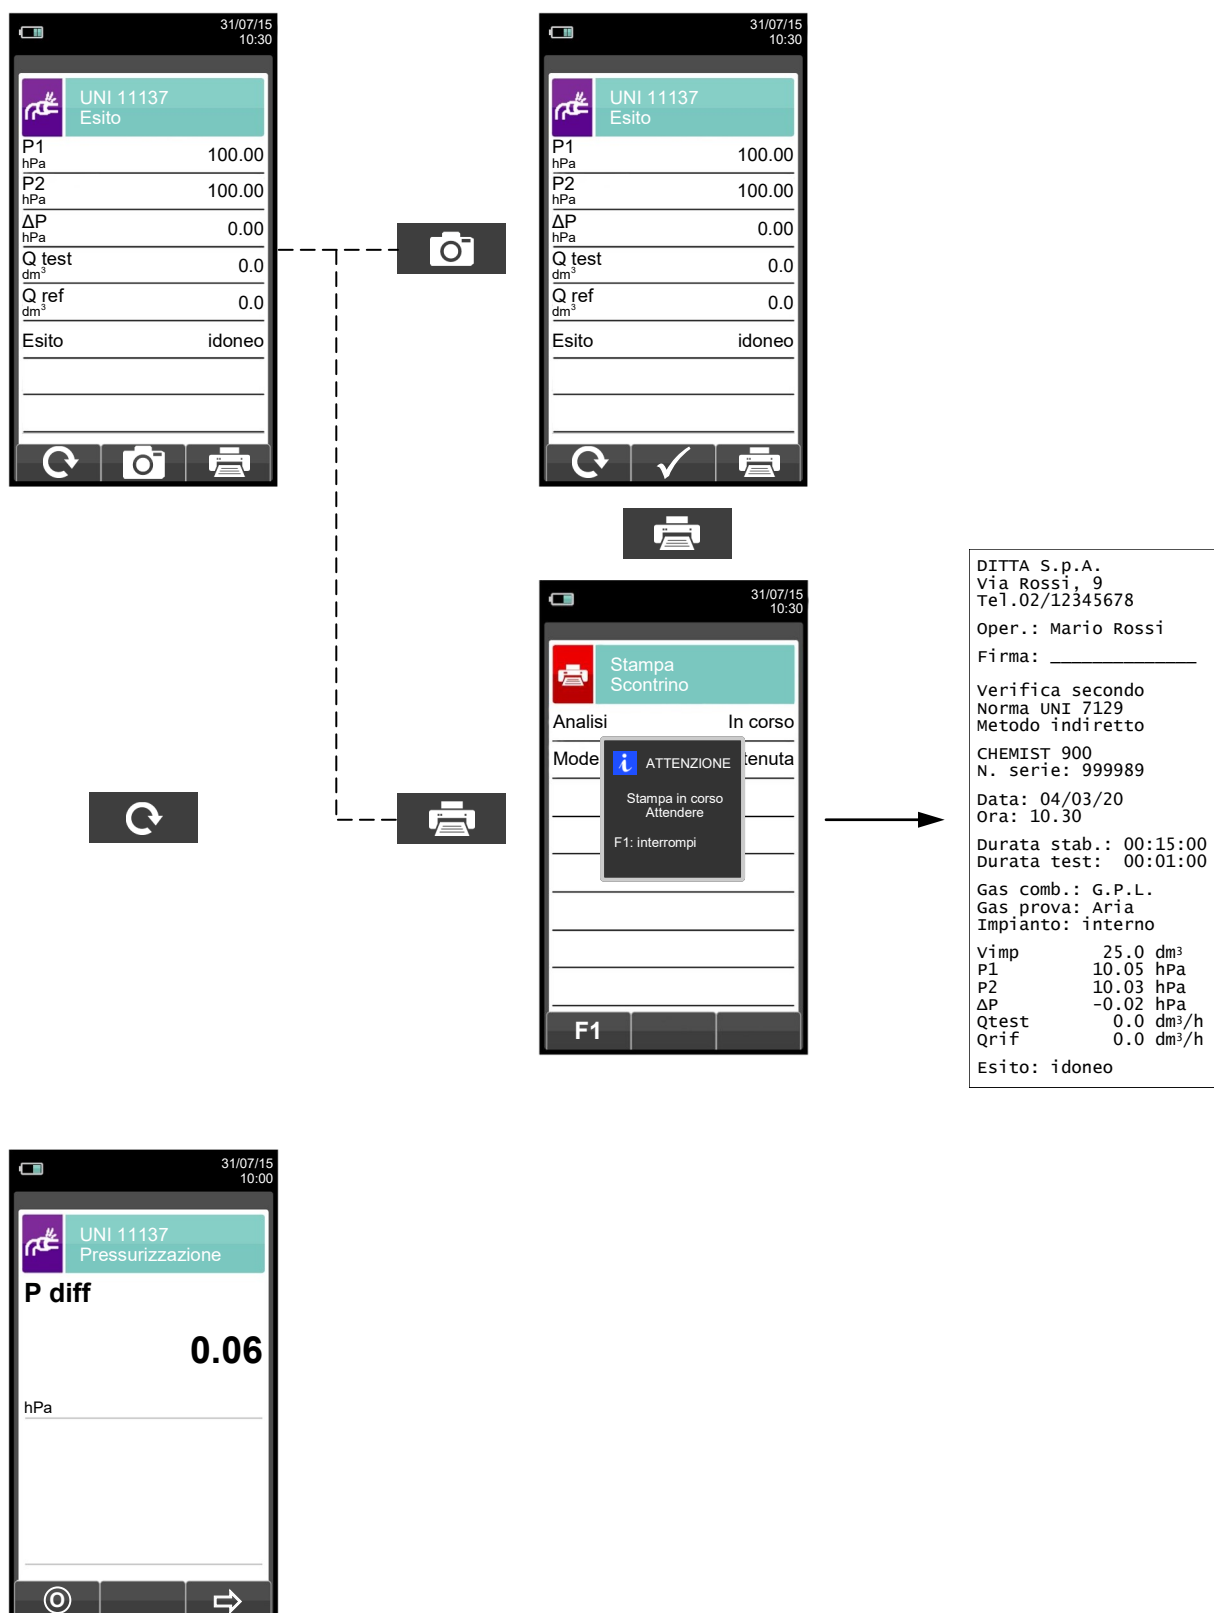 31/07/15
10:30
UNI 11137
Esito
P1
hPa
100.00
P2
hPa
100.00
ΔP
hPa
0.00
Q test
dm³
0.0
Q ref
dm³
0.0
Esito idoneo
31/07/15
10:30
UNI 11137
Esito
P1
hPa
100.00
P2
hPa
100.00
ΔP
hPa
0.00
Q test
dm³
0.0
Q ref
dm³
0.0
Esito idoneo
31/07/15
10:30
Stampa
Scontrino
Analisi In corso
Mode tenuta
i ATTENZIONE
Stampa in corso
Attendere
F1: interrompi
F1
DITTA S.p.A.
Via Rossi, 9
Tel.02/12345678
Oper.: Mario Rossi
Firma: ______________
Verifica secondo
Norma UNI 7129
Metodo indiretto
CHEMIST 900
N. serie: 999989
Data: 04/03/20
Ora: 10.30
Durata stab.: 00:15:00
Durata test: 00:01:00
Gas comb.: G.P.L.
Gas prova: Aria
Impianto: interno
Vimp 25.0 dm³
P1 10.05 hPa
P2 10.03 hPa
ΔP -0.02 hPa
Qtest 0.0 dm³/h
Qrif 0.0 dm³/h
Esito: idoneo
31/07/15
10:00
UNI 11137
Pressurizzazione
P diff
0.06
hPa